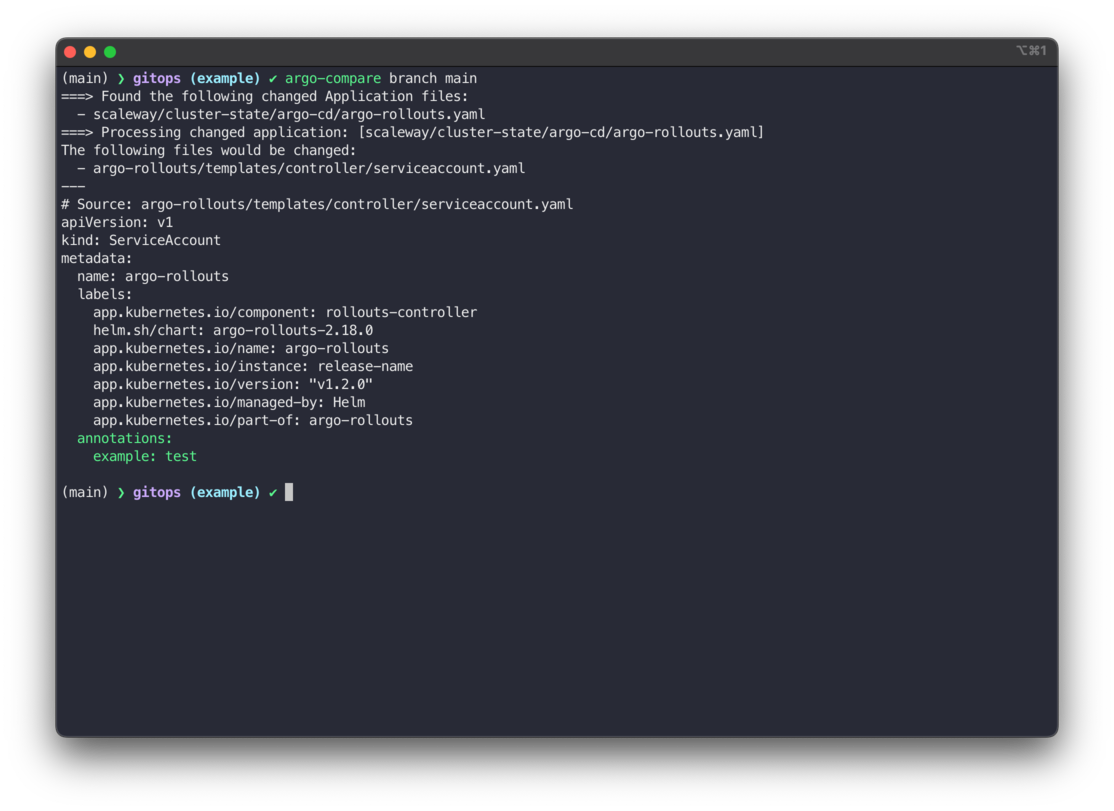 ⌥⌘1
(main) ❯ gitops (example) ✔ argo-compare branch main
===> Found the following changed Application files:
  - scaleway/cluster-state/argo-cd/argo-rollouts.yaml
===> Processing changed application: [scaleway/cluster-state/argo-cd/argo-rollouts.yaml]
The following files would be changed:
  - argo-rollouts/templates/controller/serviceaccount.yaml
---
# Source: argo-rollouts/templates/controller/serviceaccount.yaml
apiVersion: v1
kind: ServiceAccount
metadata:
  name: argo-rollouts
  labels:
    app.kubernetes.io/component: rollouts-controller
    helm.sh/chart: argo-rollouts-2.18.0
    app.kubernetes.io/name: argo-rollouts
    app.kubernetes.io/instance: release-name
    app.kubernetes.io/version: "v1.2.0"
    app.kubernetes.io/managed-by: Helm
    app.kubernetes.io/part-of: argo-rollouts
  annotations:
    example: test
(main) ❯ gitops (example) ✔